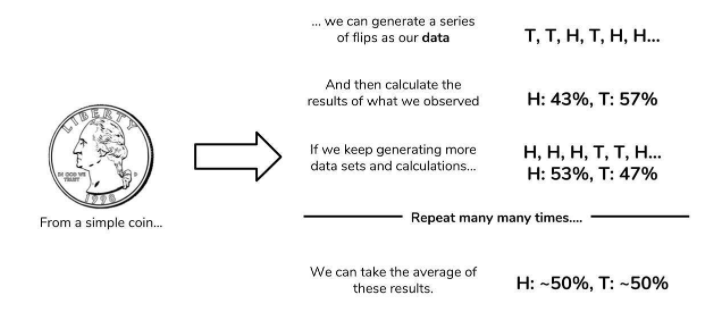 ... we can generate a series
of flips as our data
T, T, H, T, H, H...
And then calculate the
results of what we observed
H: 43%, T: 57%
LIBERTY
IN GOD WE
TRUST
D
1998
If we keep generating more
data sets and calculations...
H, H, H, T, T, H...
H: 53%, T: 47%
From a simple coin...
Repeat many many times....
We can take the average of
these results.
H: ~50%, T: ~50%